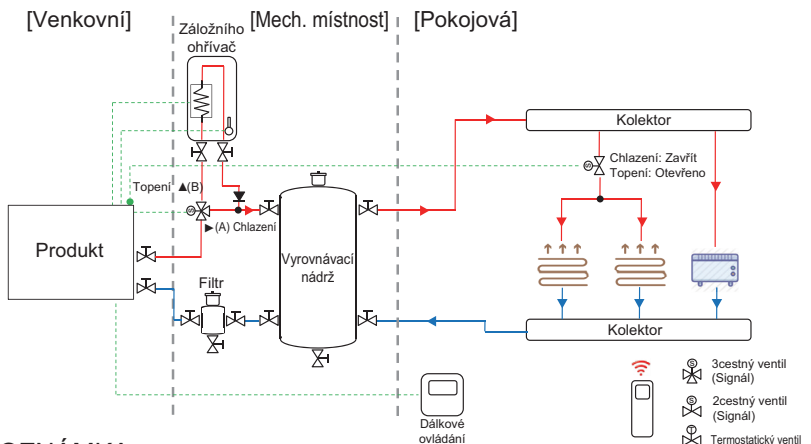 [Venkovní]
[Mech. místnost]
[Pokojová]
Záložního
ohřívač
Kolektor
Chlazení: Zavřít
Topení: Otevřeno
Topení ▲(B)
▶(A) Chlazení
Produkt
Vyrovnávací
nádrž
Filtr
Kolektor
3cestný ventil
(Signál)
2cestný ventil
(Signál)
Termostatický ventil
Dálkové
ovládání